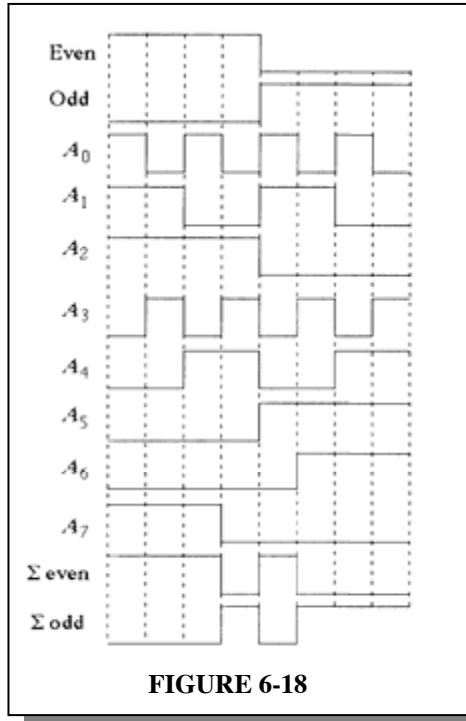 Even
Odd
A0
A1
A2
A3
A4
A5
A6
A7
Σ even
Σ odd
FIGURE 6-18